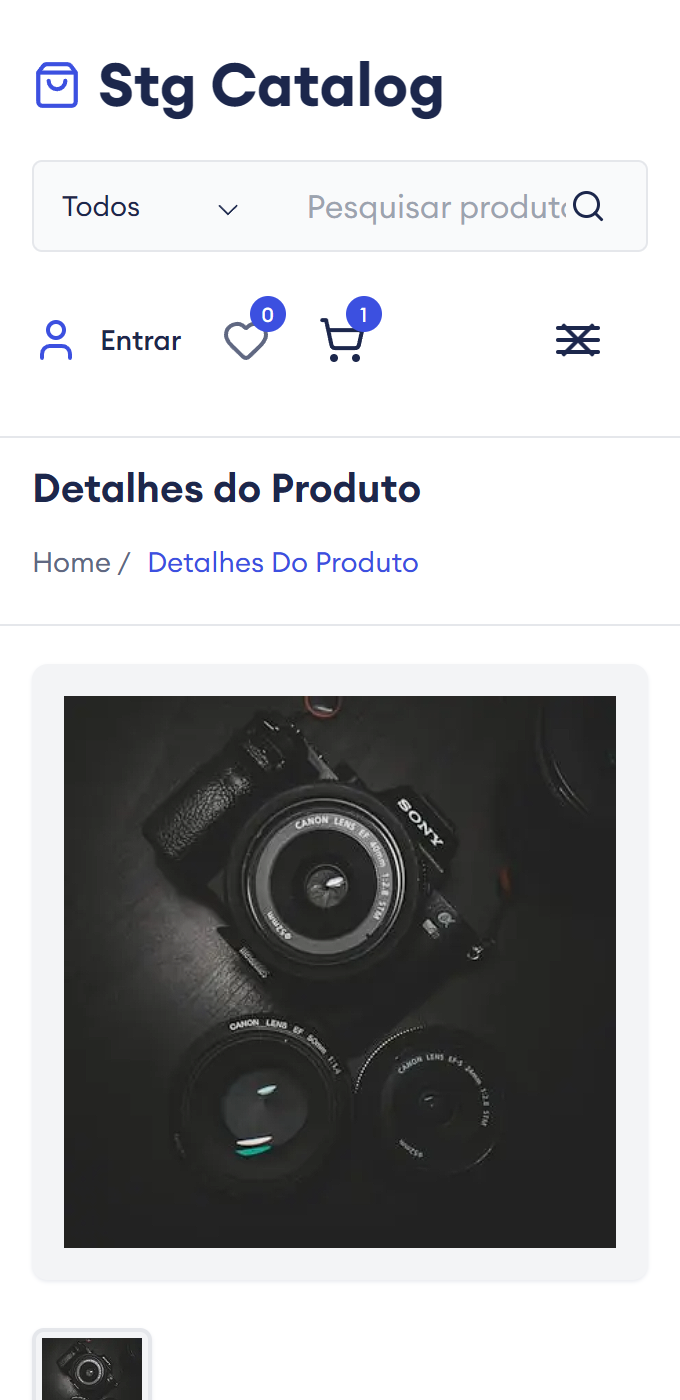 Stg Catalog
Todos
Pesquisar produto
0
1
Entrar
Detalhes do Produto
Home / Detalhes Do Produto
SONY
CANON LENS EF 40mm 1:2.8 STM
ø52mm
CANON LENS EF 50mm 1:1.4
CANON LENS EF-S 24mm 1:2.8 STM
ø52mm